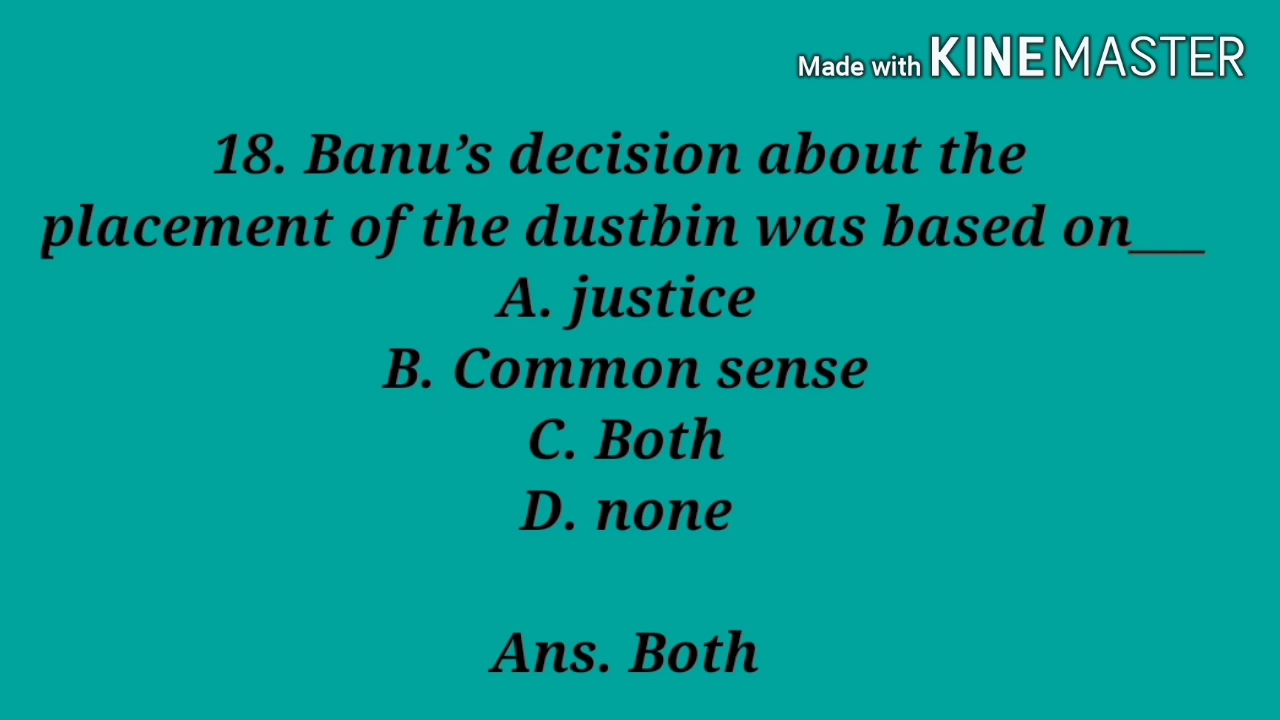 Made with KINEMASTER
18. Banu’s decision about the
placement of the dustbin was based on___
A. justice
B. Common sense
C. Both
D. none
Ans. Both